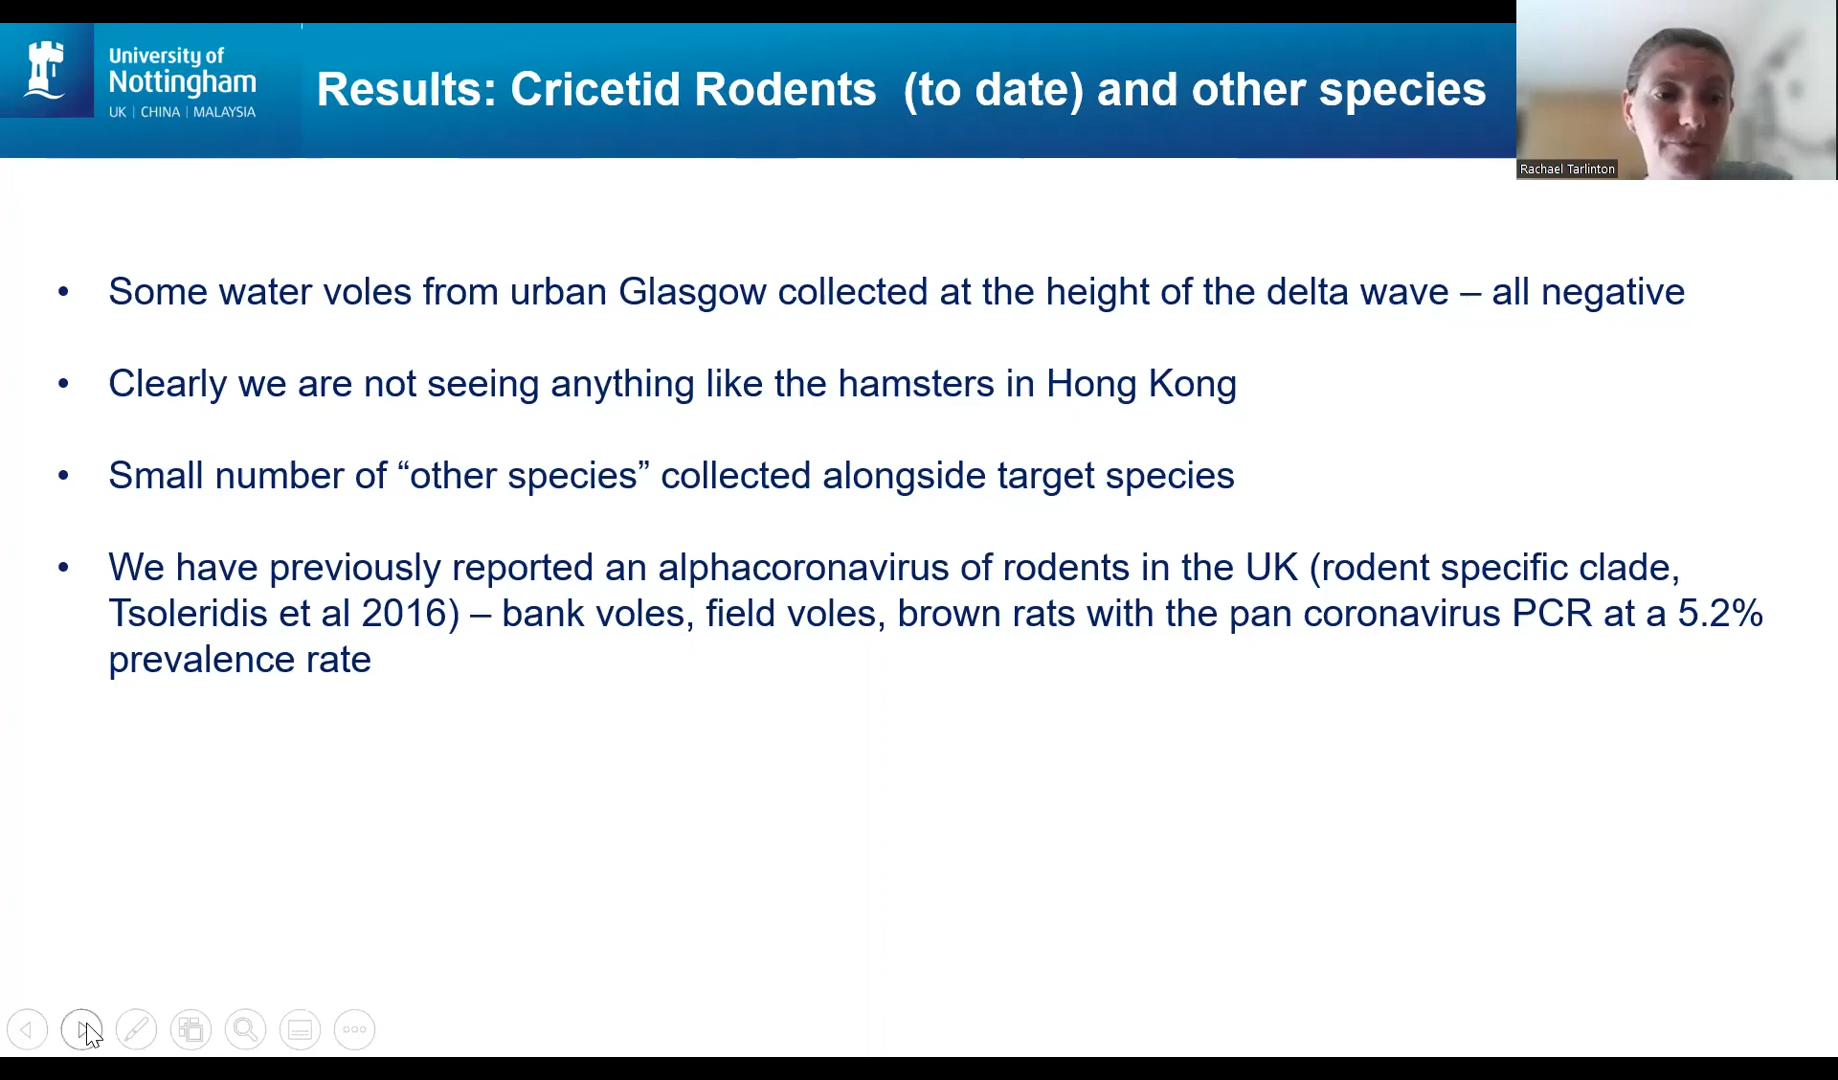 University of
Nottingham
UK | CHINA | MALAYSIA
Results: Cricetid Rodents (to date) and other species
Rachael Tarlinton
• Some water voles from urban Glasgow collected at the height of the delta wave – all negative
• Clearly we are not seeing anything like the hamsters in Hong Kong
• Small number of “other species” collected alongside target species
• We have previously reported an alphacoronavirus of rodents in the UK (rodent specific clade,
Tsoleridis et al 2016) – bank voles, field voles, brown rats with the pan coronavirus PCR at a 5.2%
prevalence rate